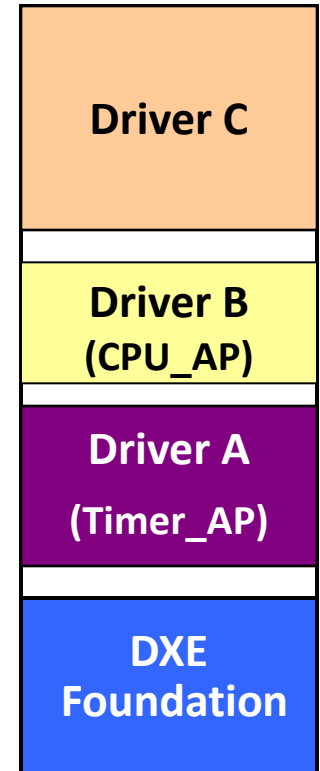 Driver C
Driver B
(CPU_AP)
Driver A
(Timer_AP)
DXE
Foundation